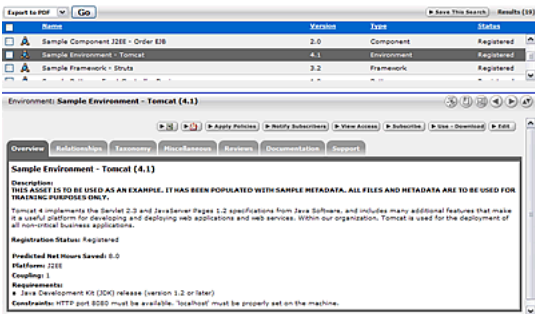 Export to PDF Go Save This Search Results (19)
Name Version Type Status
Sample Component J2EE - Order EJB 2.0 Component Registered
Sample Environment - Tomcat 4.1 Environment Registered
Sample Framework - Struts 3.2 Framework Registered
Environment: Sample Environment - Tomcat (4.1)
Apply Policies Notify Subscribers View Access Subscribe Use - Download Edit
Overview Relationships Taxonomy Miscellaneous Reviews Documentation Support
Sample Environment - Tomcat (4.1)
Description:
THIS ASSET IS TO BE USED AS AN EXAMPLE. IT HAS BEEN POPULATED WITH SAMPLE METADATA. ALL FILES AND METADATA ARE TO BE USED FOR
TRAINING PURPOSES ONLY.
Tomcat 4 implements the Servlet 2.3 and JavaServer Pages 1.2 specifications from Java Software, and includes many additional features that make
it a useful platform for developing and deploying web applications and web services. Within our organization, Tomcat is used for the deployment of
all non-critical business applications.
Registration Status: Registered
Predicted Net Hours Saved: 8.0
Platform: J2EE
Coupling: 1
Requirements:
Java Development Kit (JDK) release (version 1.2 or later)
Constraints: HTTP port 8080 must be available. 'localhost' must be properly set on the machine.